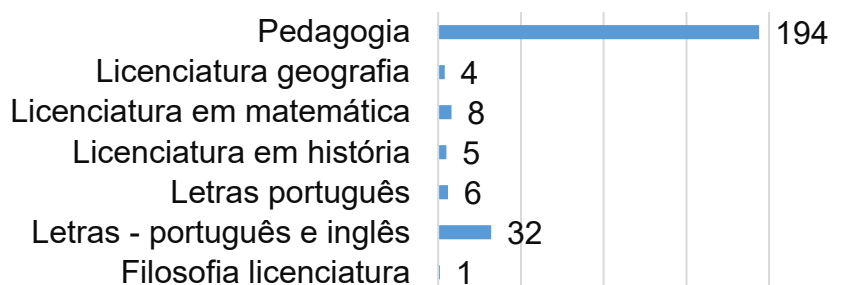 Pedagogia 194
Licenciatura geografia 4
Licenciatura em matemática 8
Licenciatura em história 5
Letras português 6
Letras - português e inglês 32
Filosofia licenciatura 1